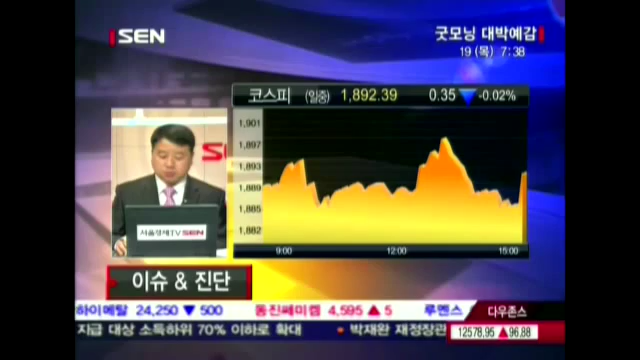 SEN
굿모닝 대박예감
19 (목) 7:38
코스피 (일중) 1,892.39 0.35 ▼ -0.02%
1,901
1,897
1,893
1,889
1,885
1,882
9:00 12:00 15:00
서울경제TV SEN
이슈 & 진단
하이메탈 24,250 ▼ 500 동진쎄미켐 4,595 ▲ 5 루멘스
다우존스
지급 대상 소득하위 70% 이하로 확대 • 박재완 재정장관
12578,95 ▲ 96,88